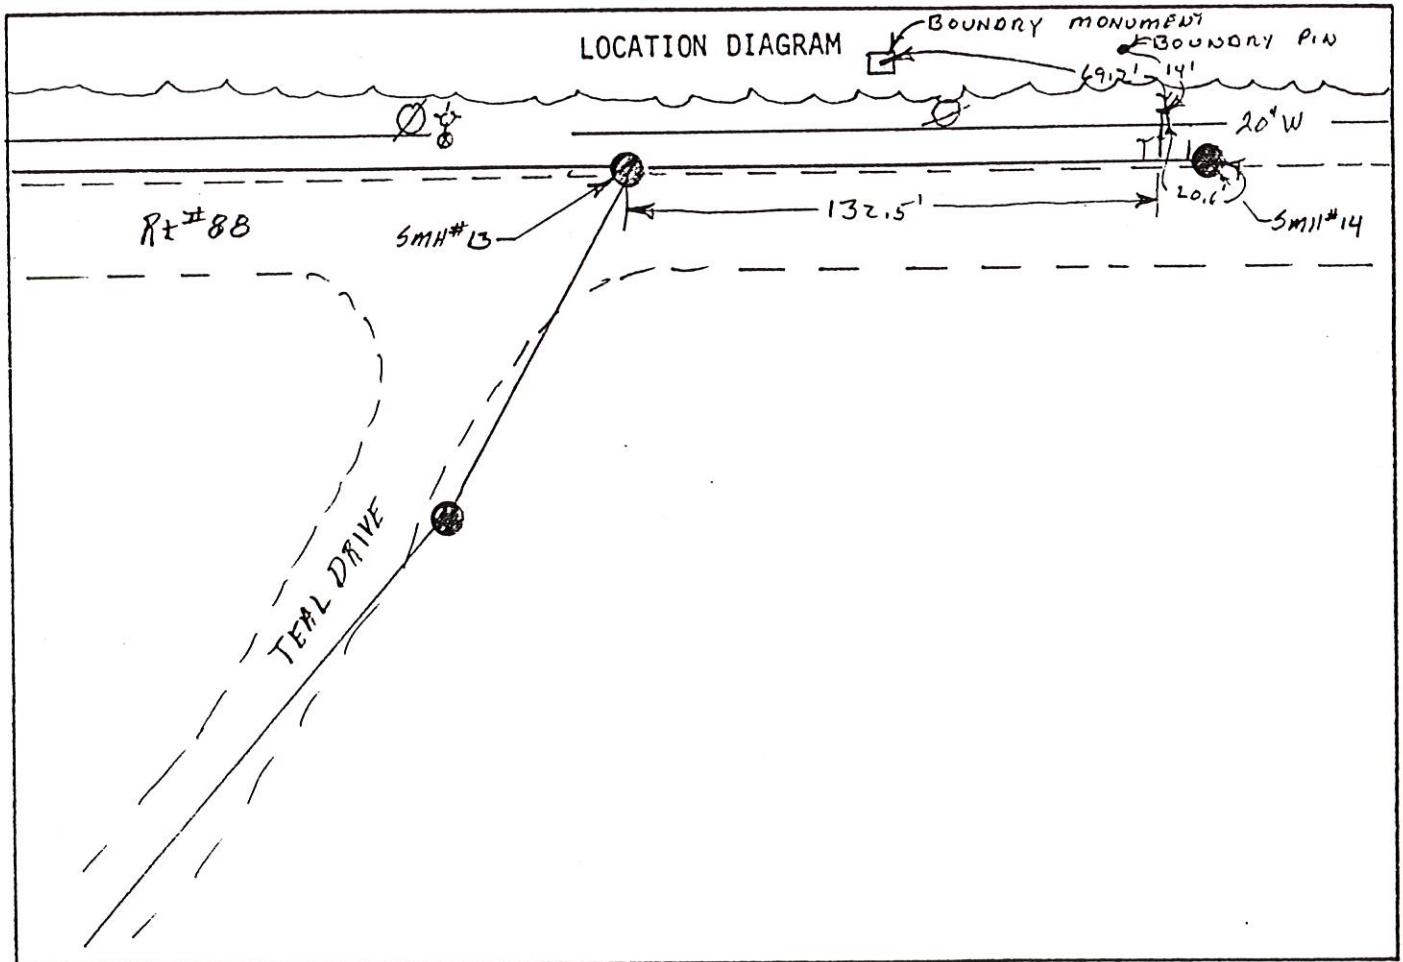 LOCATION DIAGRAM
BOUNDRY MONUMENT
BOUNDRY PIN
69.2' 14'
20" W
20.6'
132.5'
Rt # 88
SMH # 13
SMH # 14
TEAL DRIVE